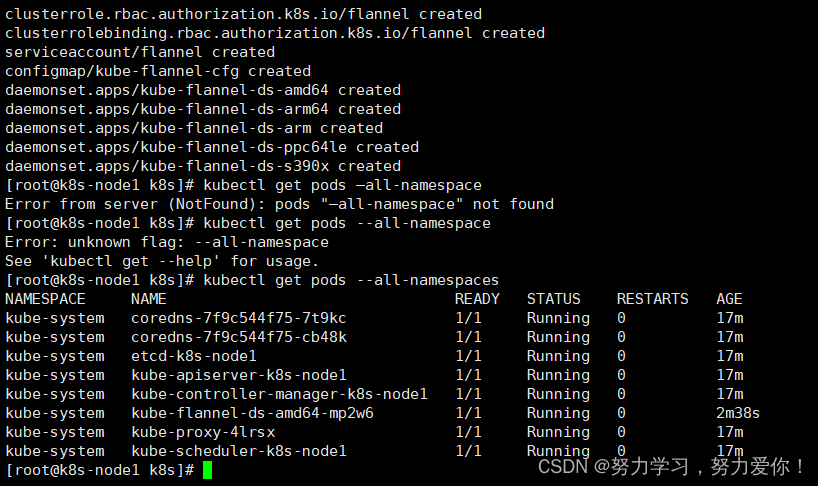 clusterrole.rbac.authorization.k8s.io/flannel created
clusterrolebinding.rbac.authorization.k8s.io/flannel created
serviceaccount/flannel created
configmap/kube-flannel-cfg created
daemonset.apps/kube-flannel-ds-amd64 created
daemonset.apps/kube-flannel-ds-arm64 created
daemonset.apps/kube-flannel-ds-arm created
daemonset.apps/kube-flannel-ds-ppc64le created
daemonset.apps/kube-flannel-ds-s390x created
[root@k8s-node1 k8s]# kubectl get pods —all-namespace
Error from server (NotFound): pods "—all-namespace" not found
[root@k8s-node1 k8s]# kubectl get pods --all-namespace
Error: unknown flag: --all-namespace
See 'kubectl get --help' for usage.
[root@k8s-node1 k8s]# kubectl get pods --all-namespaces
NAMESPACE     NAME                                READY   STATUS    RESTARTS   AGE
kube-system   coredns-7f9c544f75-7t9kc            1/1     Running   0          17m
kube-system   coredns-7f9c544f75-cb48k            1/1     Running   0          17m
kube-system   etcd-k8s-node1                      1/1     Running   0          17m
kube-system   kube-apiserver-k8s-node1            1/1     Running   0          17m
kube-system   kube-controller-manager-k8s-node1   1/1     Running   0          17m
kube-system   kube-flannel-ds-amd64-mp2w6         1/1     Running   0          2m38s
kube-system   kube-proxy-4lrsx                    1/1     Running   0          17m
kube-system   kube-scheduler-k8s-node1            1/1     Running   0          17m
[root@k8s-node1 k8s]#
CSDN @努力学习，努力爱你！